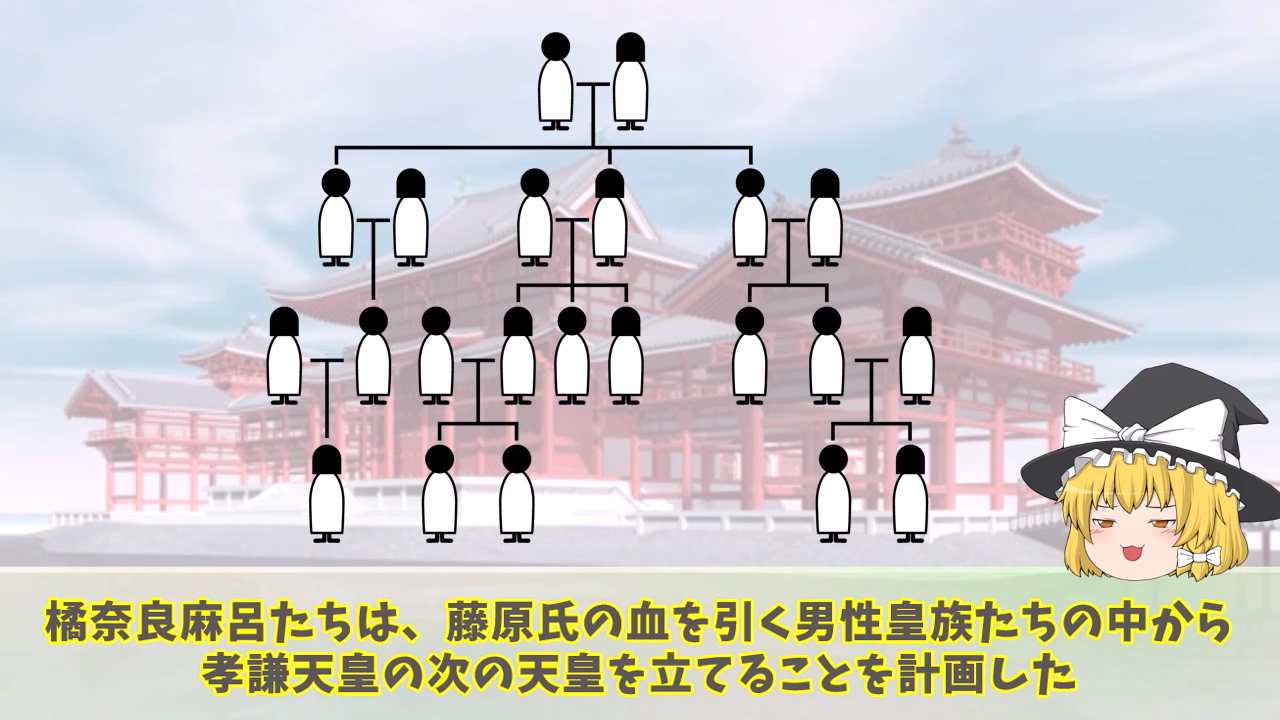 橘奈良麻呂たちは、藤原氏の血を引く男性皇族たちの中から
孝謙天皇の次の天皇を立てることを計画した